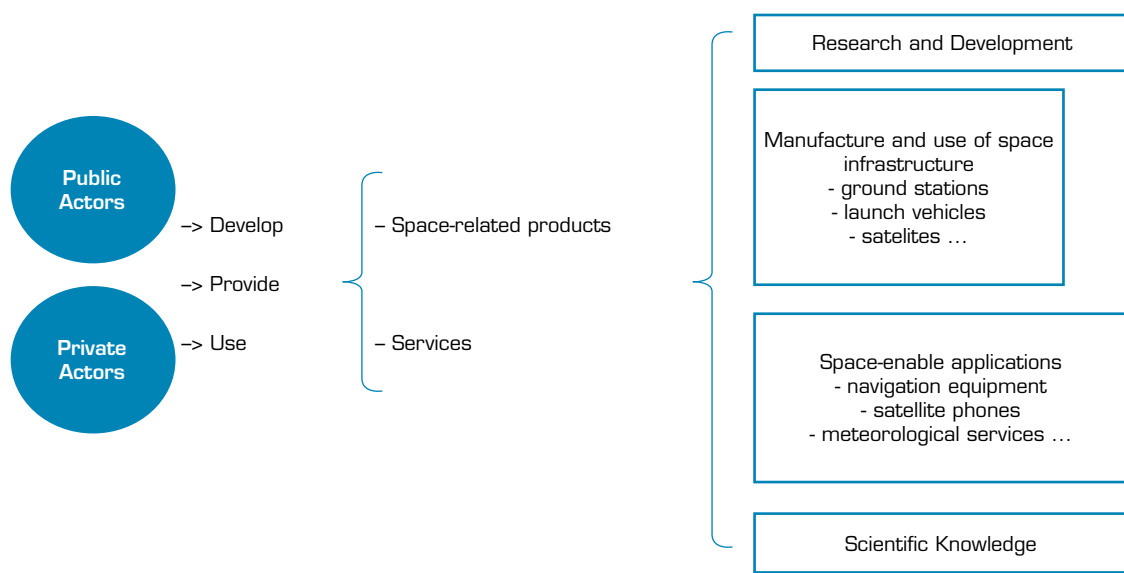 Public
Actors
Private
Actors
–> Develop
–> Provide
–> Use
– Space-related products
– Services
Research and Development
Manufacture and use of space
infrastructure
- ground stations
- launch vehicles
- satelites ...
Space-enable applications
- navigation equipment
- satellite phones
- meteorological services ...
Scientific Knowledge